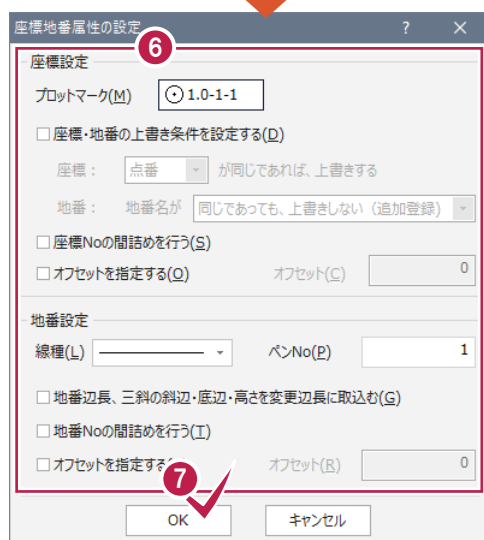 座標地番属性の設定 ? ×
6
座標設定
プロットマーク(M) 1.0-1-1
座標・地番の上書き条件を設定する(D)
座標： 点番 が同じであれば、上書きする
地番： 地番名が 同じであっても、上書きしない（追加登録）
座標Noの間詰めを行う(S)
オフセットを指定する(O) オフセット(C) 0
地番設定
線種(L) ペンNo(P) 1
地番辺長、三斜の斜辺・底辺・高さを変更辺長に取込む(G)
地番Noの間詰めを行う(T)
オフセットを指定する オフセット(R) 0
7
OK キャンセル